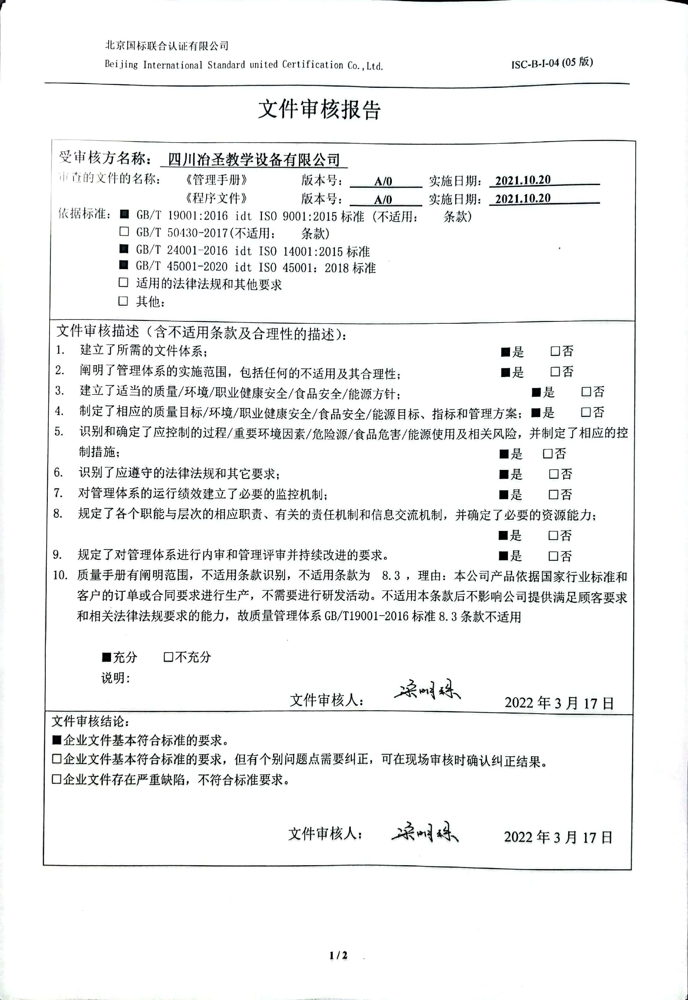 北京国标联合认证有限公司
Beijing International Standard united Certification Co.,Ltd.
ISC-B-I-04 (05 版)
文件审核报告
受审核方名称： 四川冶圣教学设备有限公司
审查的文件的名称： 《管理手册》 版本号： A/0 实施日期： 2021.10.20
《程序文件》 版本号： A/0 实施日期： 2021.10.20
依据标准：■ GB/T 19001:2016 idt ISO 9001:2015 标准（不适用： 条款）
□ GB/T 50430-2017(不适用： 条款)
■ GB/T 24001-2016 idt ISO 14001:2015 标准
■ GB/T 45001-2020 idt ISO 45001：2018 标准
□ 适用的法律法规和其他要求
□ 其他：
文件审核描述（含不适用条款及合理性的描述）：
1. 建立了所需的文件体系； ■是 □否
2. 阐明了管理体系的实施范围，包括任何的不适用及其合理性； ■是 □否
3. 建立了适当的质量/环境/职业健康安全/食品安全/能源方针； ■是 □否
4. 制定了相应的质量目标/环境/职业健康安全/食品安全/能源目标、指标和管理方案；■是 □否
5. 识别和确定了应控制的过程/重要环境因素/危险源/食品危害/能源使用及相关风险，并制定了相应的控
制措施； ■是 □否
6. 识别了应遵守的法律法规和其它要求； ■是 □否
7. 对管理体系的运行绩效建立了必要的监控机制； ■是 □否
8. 规定了各个职能与层次的相应职责、有关的责任机制和信息交流机制，并确定了必要的资源能力；
■是 □否
9. 规定了对管理体系进行内审和管理评审并持续改进的要求。 ■是 □否
10. 质量手册有阐明范围，不适用条款识别，不适用条款为 8.3 ，理由：本公司产品依据国家行业标准和
客户的订单或合同要求进行生产，不需要进行研发活动。不适用本条款后不影响公司提供满足顾客要求
和相关法律法规要求的能力，故质量管理体系 GB/T19001-2016 标准 8.3 条款不适用
■充分 □不充分
说明：
文件审核人： 梁明珠 2022 年 3 月 17 日
文件审核结论：
■企业文件基本符合标准的要求。
□企业文件基本符合标准的要求，但有个别问题点需要纠正，可在现场审核时确认纠正结果。
□企业文件存在严重缺陷，不符合标准要求。
文件审核人： 梁明珠 2022 年 3 月 17 日
1 / 2